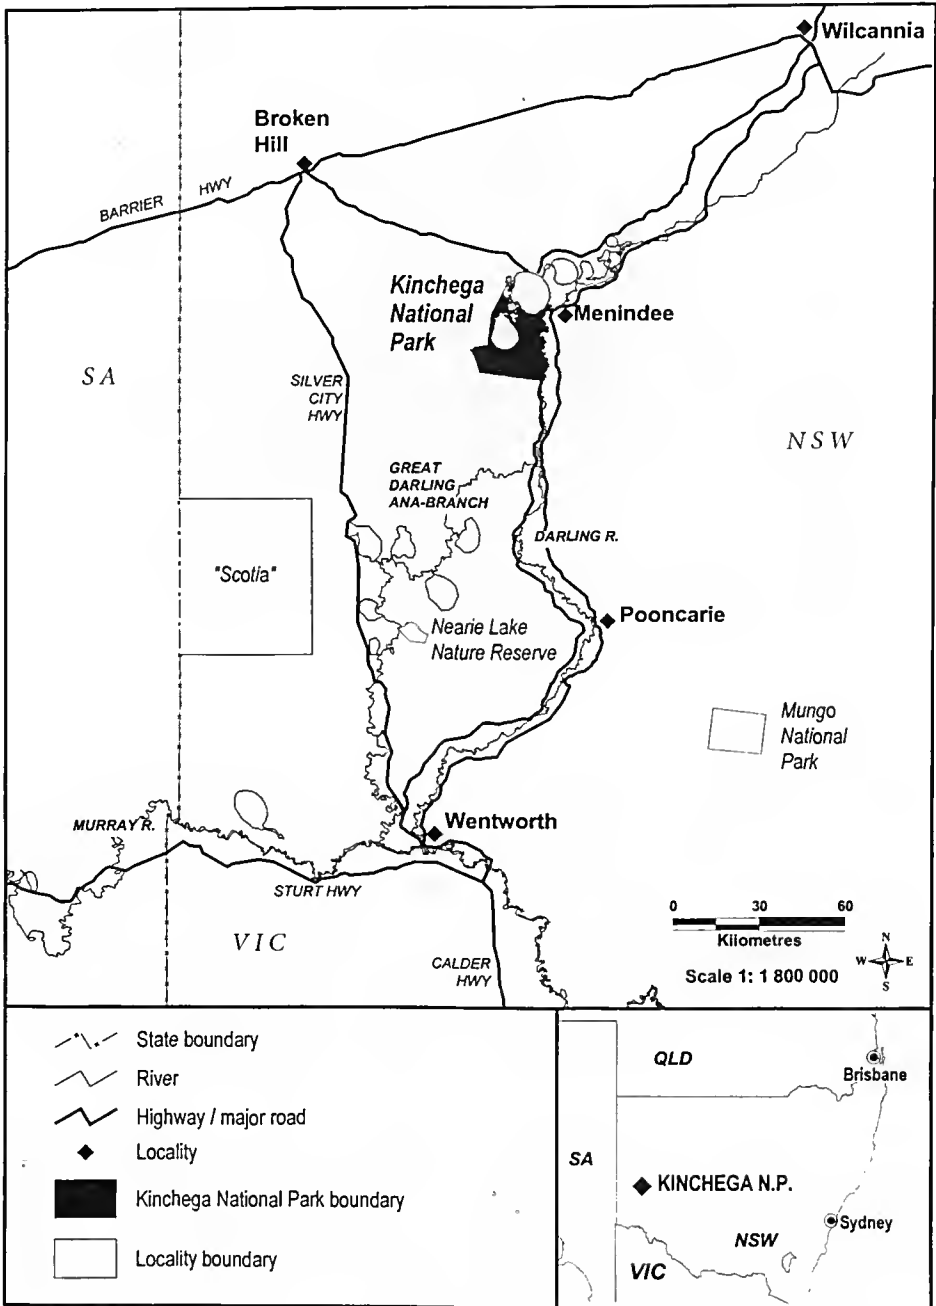 Wilcannia
Broken
Hill
BARRIER HWY
Kinchega
National
Park
Menindee
SA
SILVER
CITY
HWY
NSW
GREAT
DARLING
ANA-BRANCH
DARLING R.
"Scotia"
Pooncarie
Nearie Lake
Nature Reserve
Mungo
National
Park
Wentworth
MURRAY R.
STURT HWY
VIC
CALDER
HWY
0 30 60
Kilometres
Scale 1: 1 800 000
N
W E
S
State boundary
River
Highway / major road
Locality
Kinchega National Park boundary
Locality boundary
QLD
Brisbane
SA
KINCHEGA N.P.
Sydney
NSW
VIC